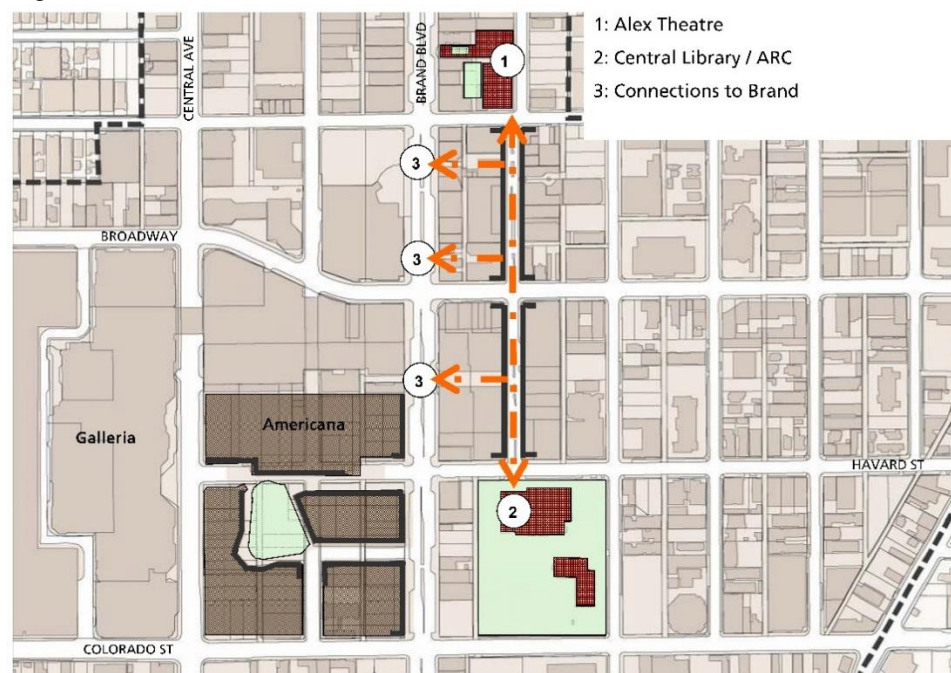 1: Alex Theatre
2: Central Library / ARC
3: Connections to Brand
CENTRAL AVE
BRAND BLVD
1
3
BROADWAY
3
3
Americana
Galleria
HAVARD ST
2
COLORADO ST